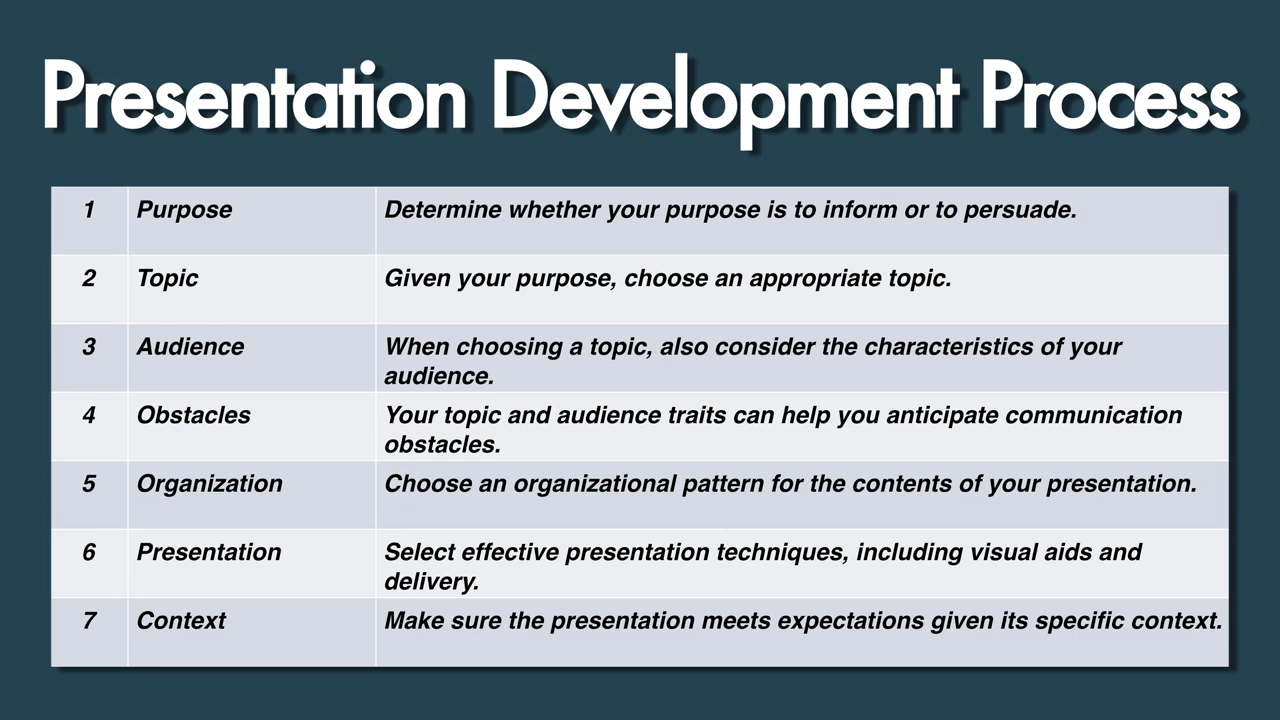 Presentation Development Process
1 Purpose Determine whether your purpose is to inform or to persuade.
2 Topic Given your purpose, choose an appropriate topic.
3 Audience When choosing a topic, also consider the characteristics of your
audience.
4 Obstacles Your topic and audience traits can help you anticipate communication
obstacles.
5 Organization Choose an organizational pattern for the contents of your presentation.
6 Presentation Select effective presentation techniques, including visual aids and
delivery.
7 Context Make sure the presentation meets expectations given its specific context.